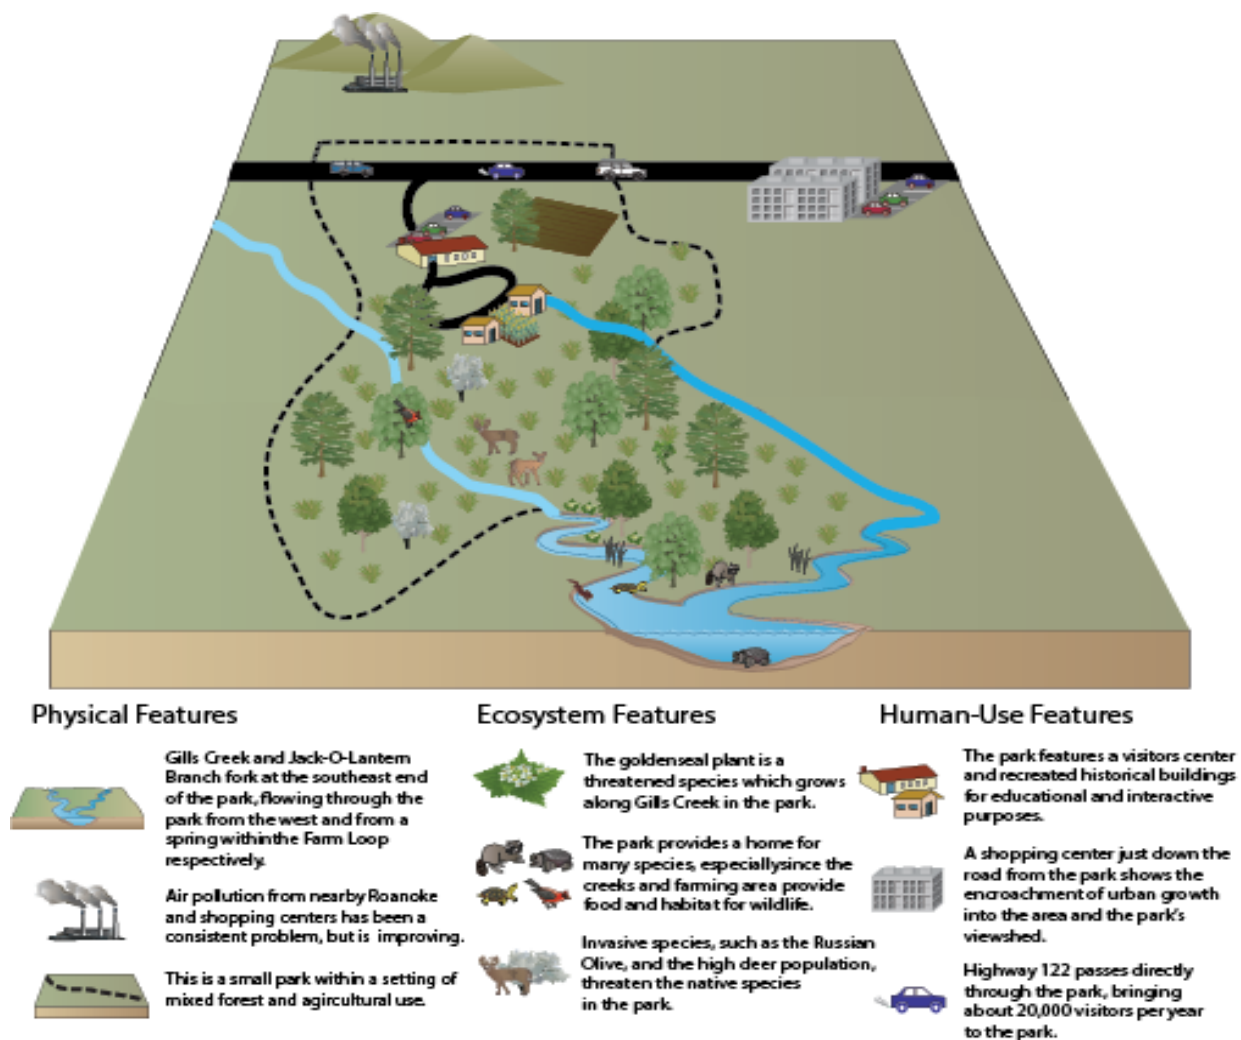 Physical Features
Gills Creek and Jack-O-Lantern
Branch fork at the southeast end
of the park, flowing through the
park from the west and from a
spring withinthe Farm Loop
respectively.
Air pollution from nearby Roanoke
and shopping centers has been a
consistent problem, but is improving.
This is a small park within a setting of
mixed forest and agircultural use.
Ecosystem Features
The goldenseal plant is a
threatened species which grows
along Gills Creek in the park.
The park provides a home for
many species, especiallysince the
creeks and farming area provide
food and habitat for wildlife.
Invasive species, such as the Russian
Olive, and the high deer population,
threaten the native species
in the park.
Human-Use Features
The park features a visitors center
and recreated historical buildings
for educational and interactive
purposes.
A shopping center just down the
road from the park shows the
encroachment of urban growth
into the area and the park's
viewshed.
Highway 122 passes directly
through the park, bringing
about 20,000 visitors per year
to the park.